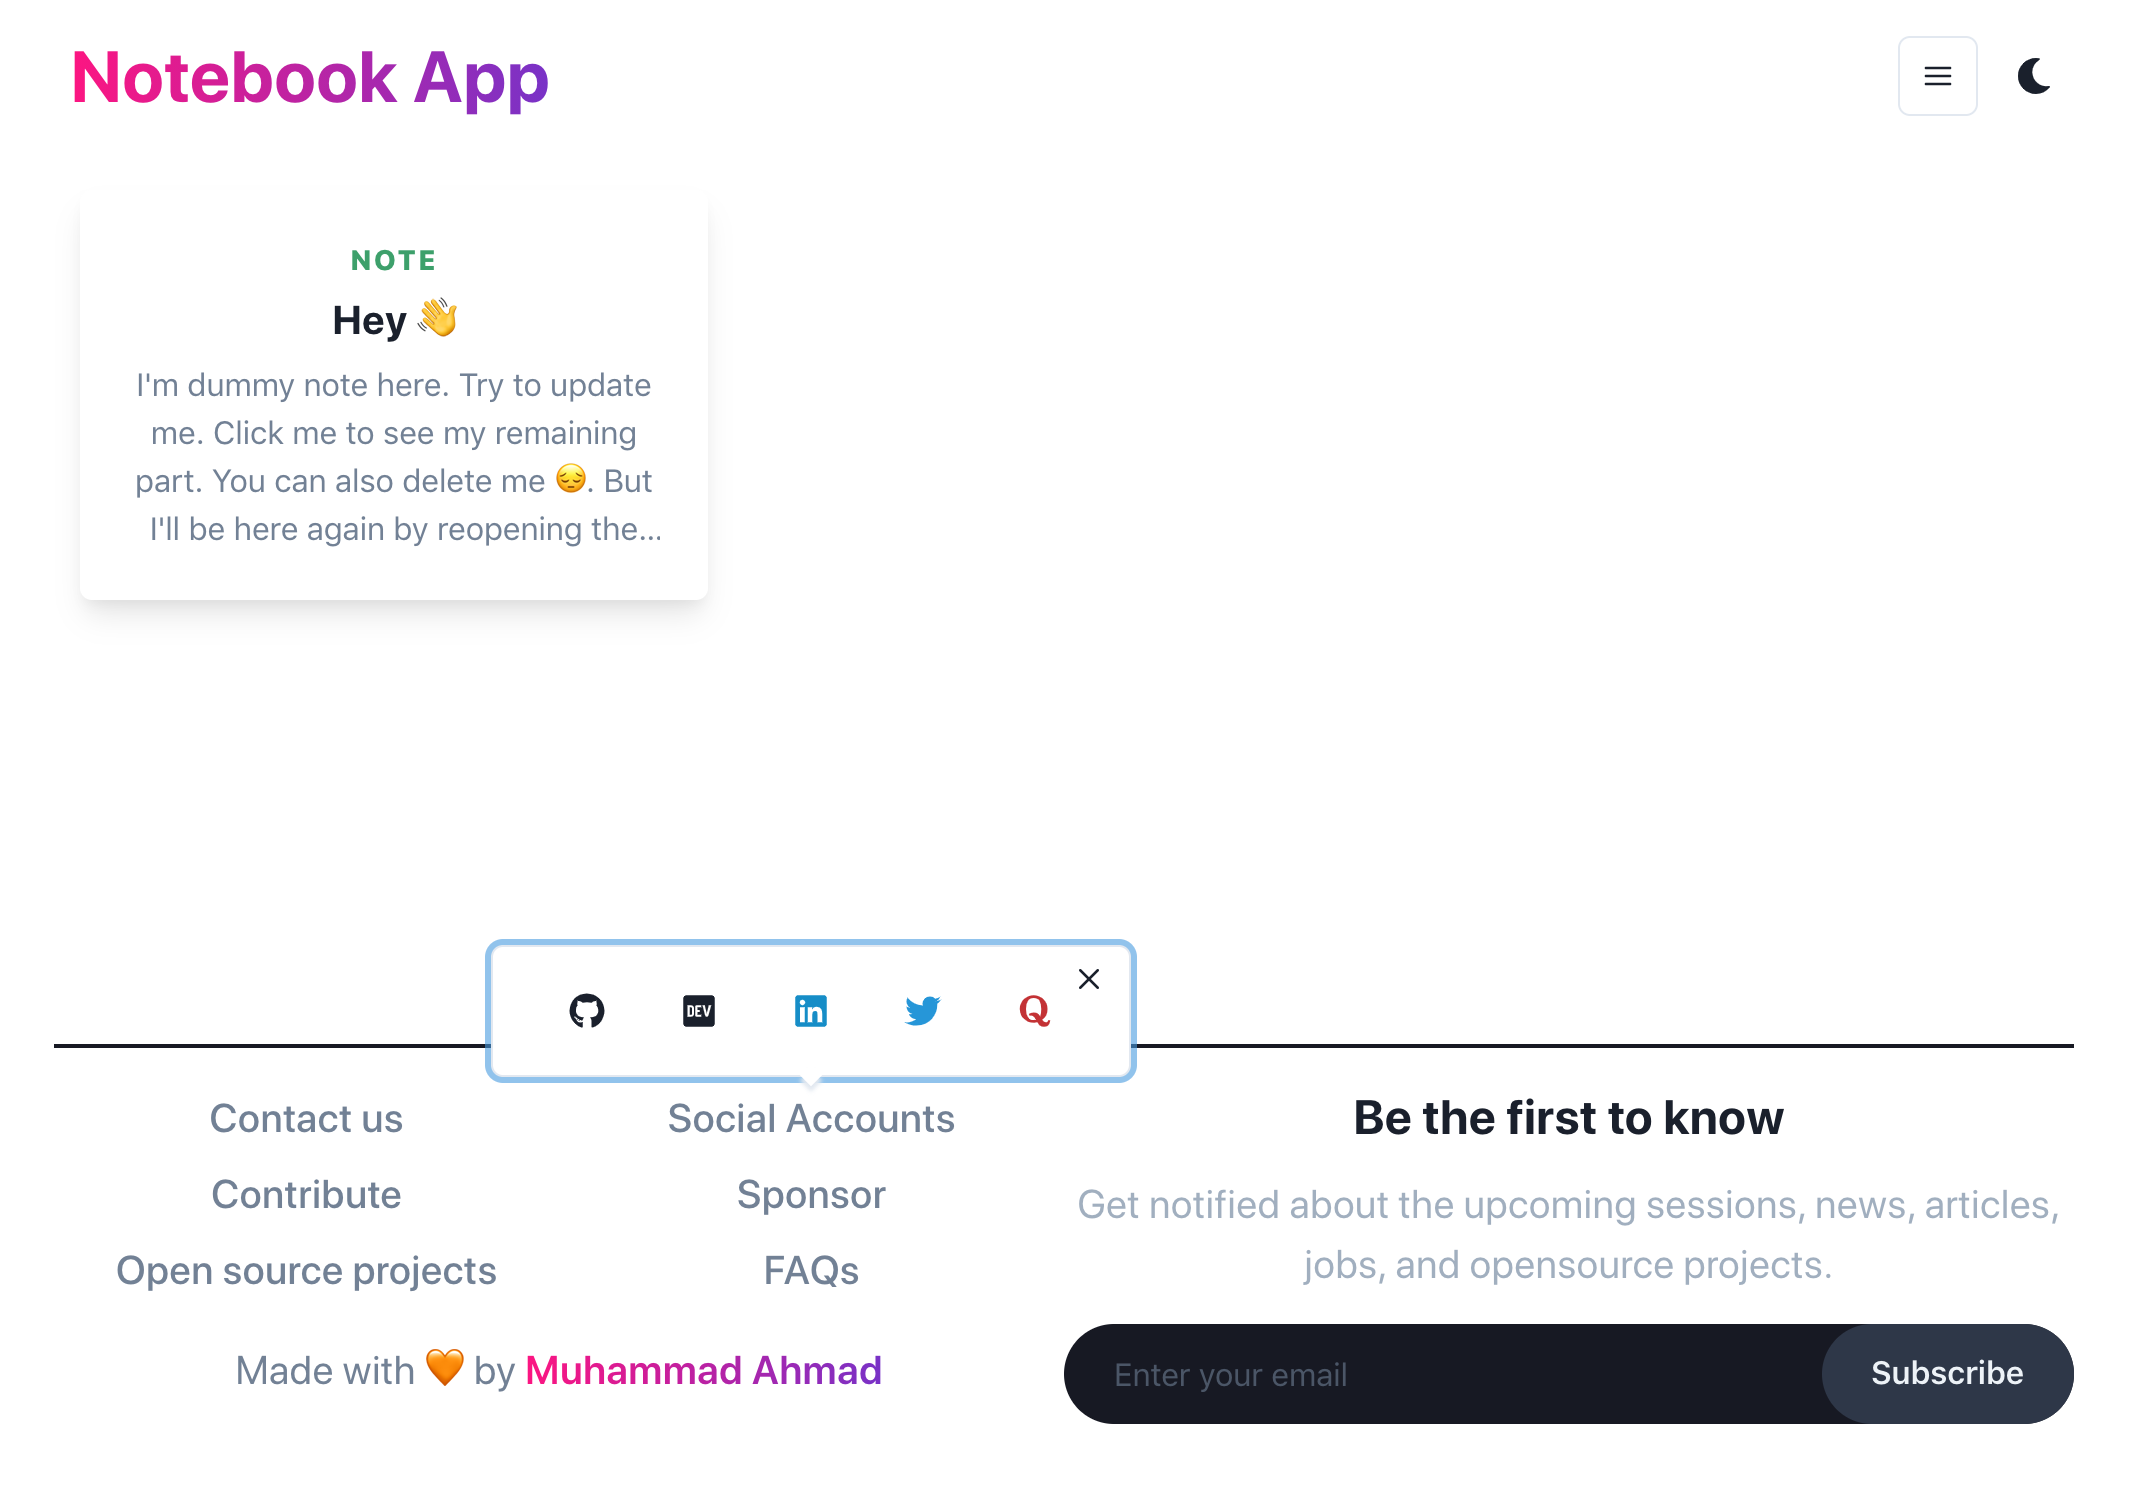 Notebook App
NOTE
Hey 👋
I'm dummy note here. Try to update
me. Click me to see my remaining
part. You can also delete me 😔. But
I'll be here again by reopening the...
DEV
in
Q
Contact us
Social Accounts
Contribute
Sponsor
Open source projects
FAQs
Made with 🧡 by Muhammad Ahmad
Be the first to know
Get notified about the upcoming sessions, news, articles,
jobs, and opensource projects.
Enter your email
Subscribe